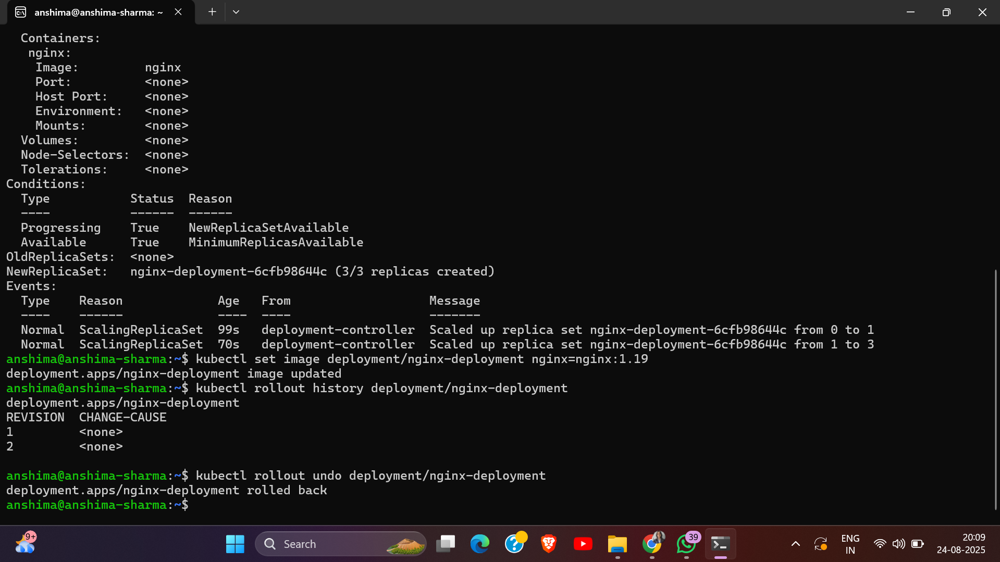 anshima@anshima-sharma: ~
Containers:
nginx:
Image: nginx
Port: <none>
Host Port: <none>
Environment: <none>
Mounts: <none>
Volumes: <none>
Node-Selectors: <none>
Tolerations: <none>
Conditions:
Type Status Reason
---- ------ ------
Progressing True NewReplicaSetAvailable
Available True MinimumReplicasAvailable
OldReplicaSets: <none>
NewReplicaSet: nginx-deployment-6cfb98644c (3/3 replicas created)
Events:
Type Reason Age From Message
---- ------ ---- ---- -------
Normal ScalingReplicaSet 99s deployment-controller Scaled up replica set nginx-deployment-6cfb98644c from 0 to 1
Normal ScalingReplicaSet 70s deployment-controller Scaled up replica set nginx-deployment-6cfb98644c from 1 to 3
anshima@anshima-sharma:~$ kubectl set image deployment/nginx-deployment nginx=nginx:1.19
deployment.apps/nginx-deployment image updated
anshima@anshima-sharma:~$ kubectl rollout history deployment/nginx-deployment
deployment.apps/nginx-deployment
REVISION CHANGE-CAUSE
1 <none>
2 <none>
anshima@anshima-sharma:~$ kubectl rollout undo deployment/nginx-deployment
deployment.apps/nginx-deployment rolled back
anshima@anshima-sharma:~$
9+
Search
39
ENG
IN
20:09
24-08-2025